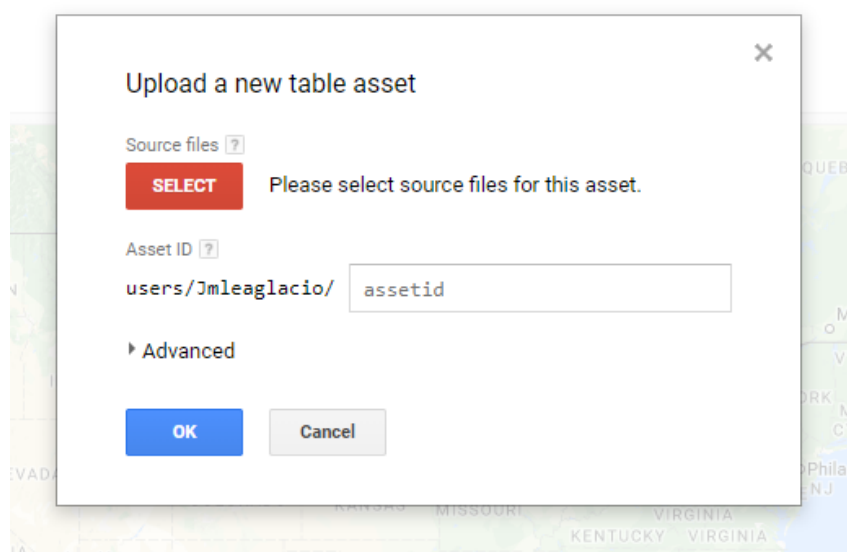 ×
Upload a new table asset
Source files ?
SELECT Please select source files for this asset.
Asset ID ?
users/Jmleaglacio/ assetid
Advanced
OK Cancel
QUEB
M
V
ORK
M
C
EVADA
Phila
NJ
KANSAS MISSOURI VIRGINIA
KENTUCKY VIRGINIA